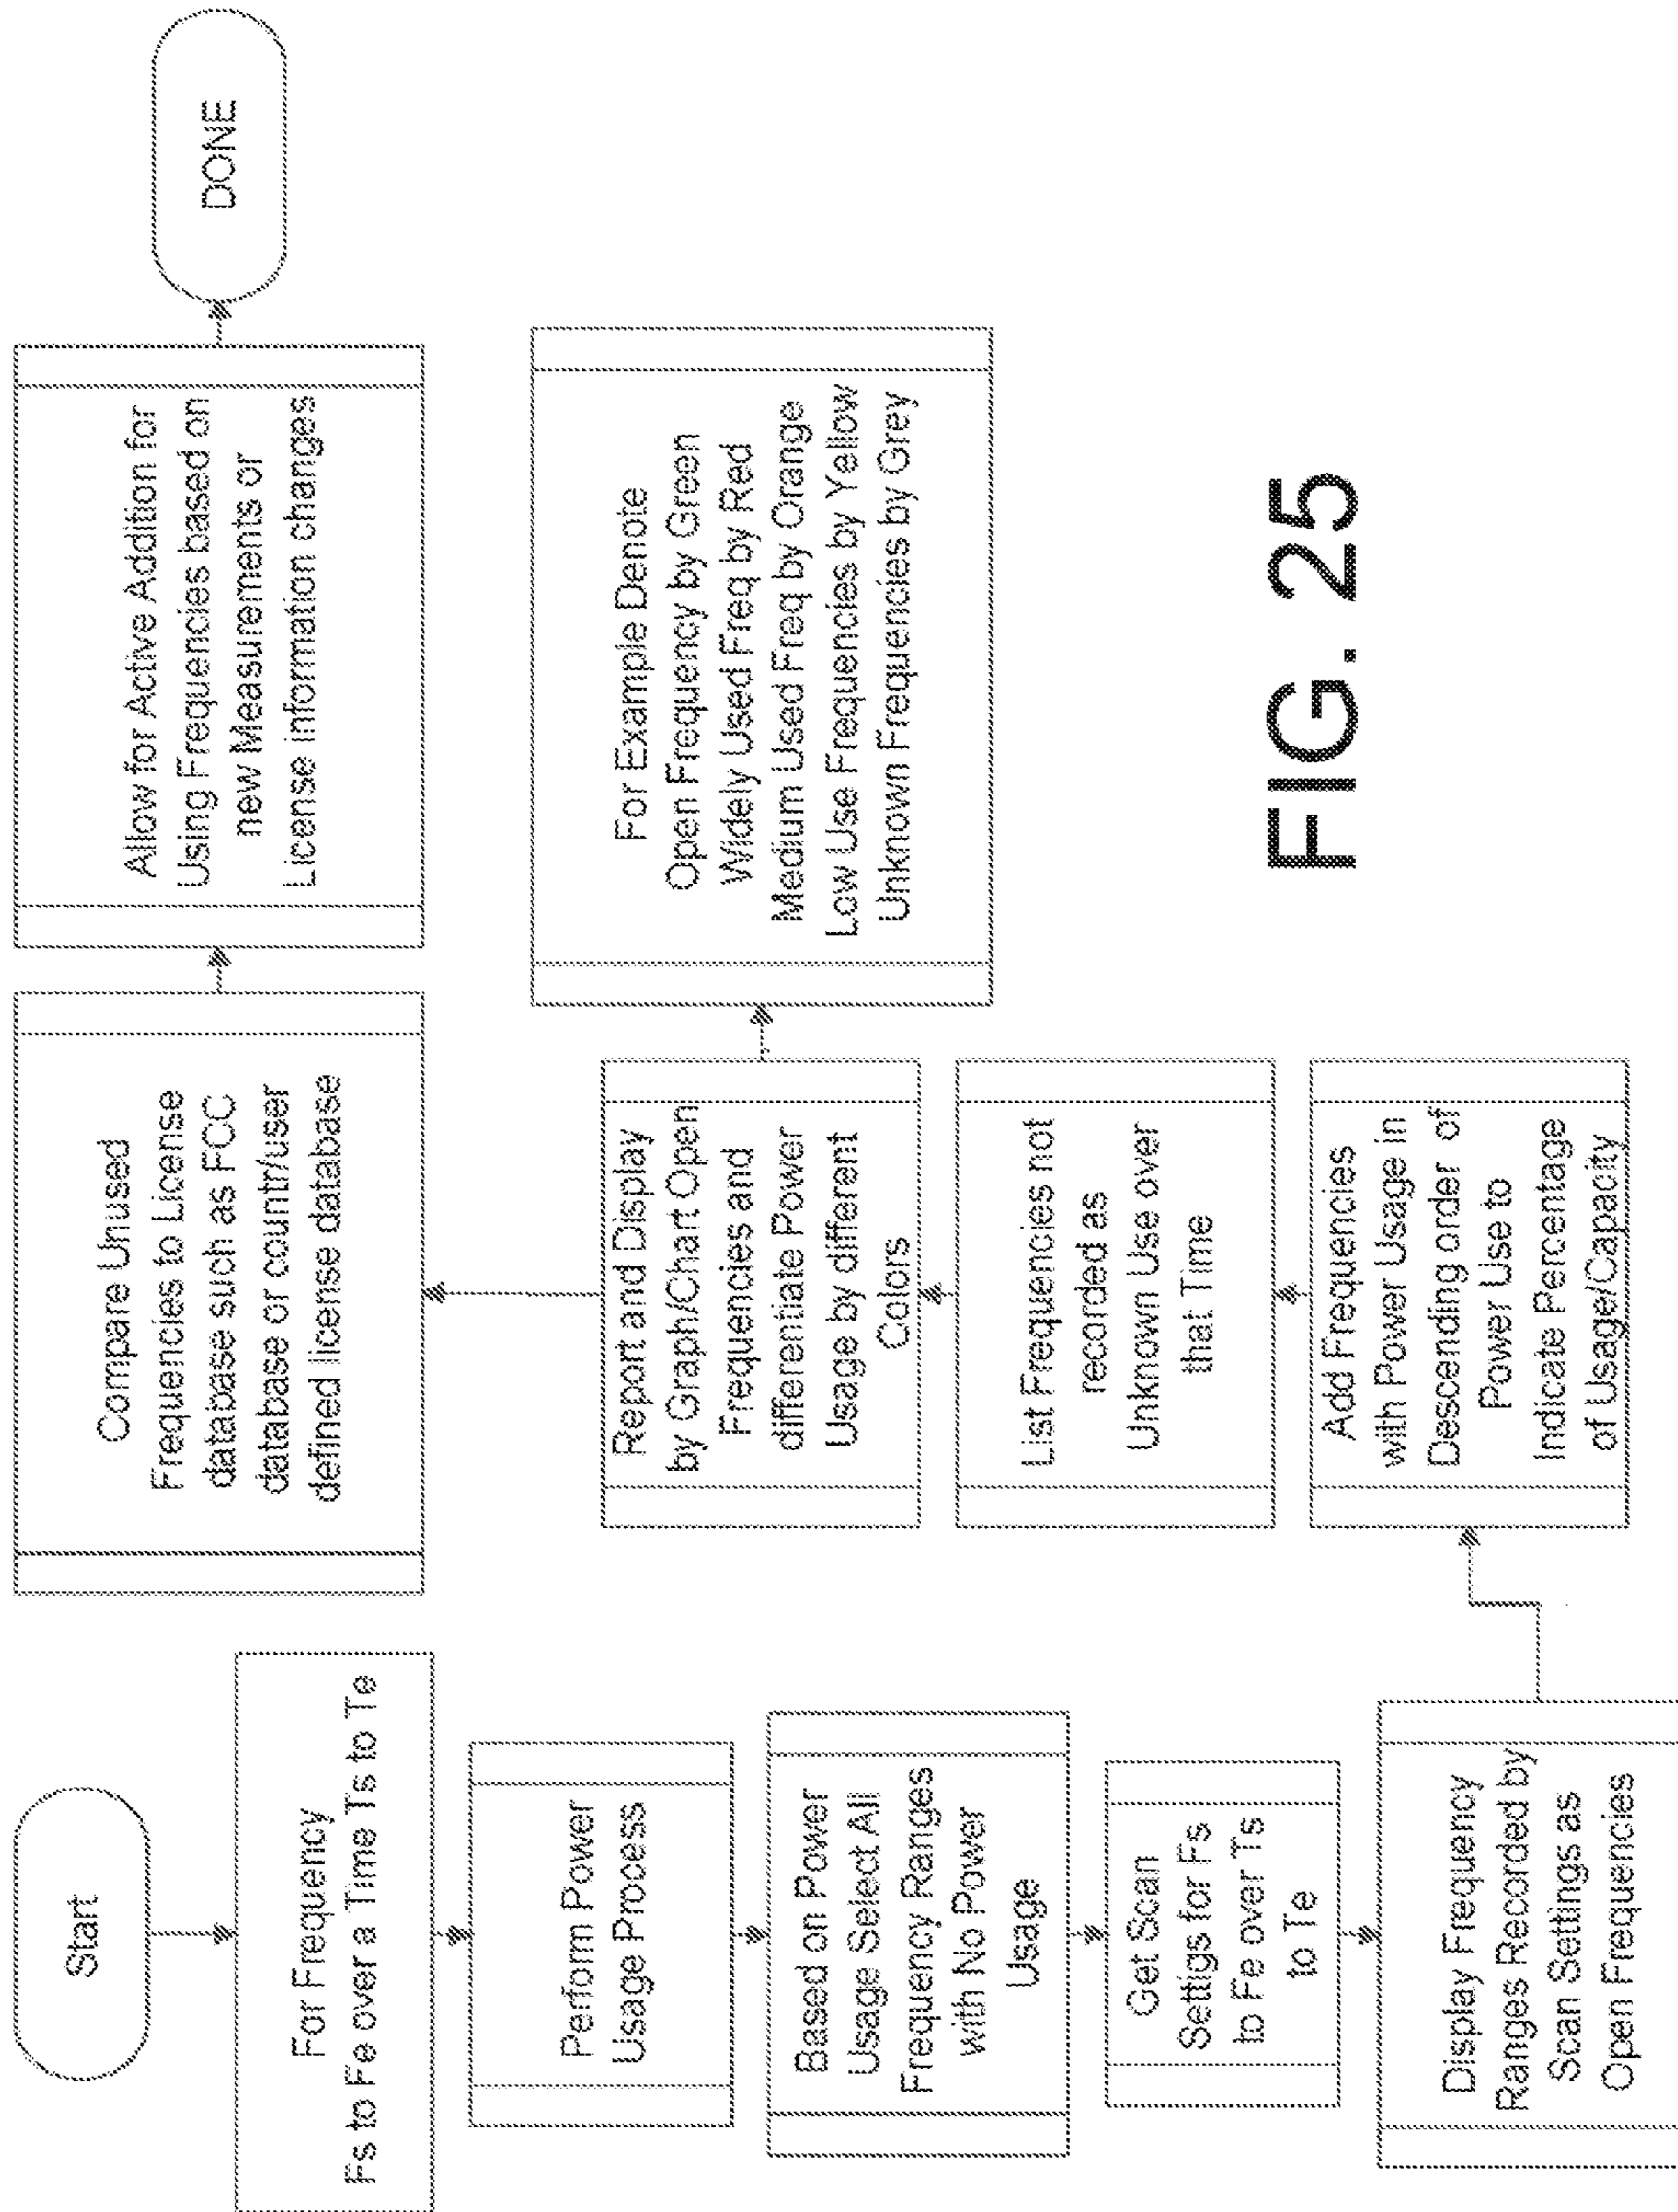 Start
For Frequency
Fs to Fe over a Time Ts to Te
Perform Power
Usage Process
Based on Power
Usage Select All
Frequency Ranges
with No Power
Usage
Get Scan
Settigs for Fs
to Fe over Ts
to Te
Display Frequency
Ranges Recorded by
Scan Settings as
Open Frequencies
Add Frequencies
with Power Usage in
Descending order of
Power Use to
Indicate Percentage
of Usage/Capacity
List Frequencies not
recorded as
Unknown Use over
that Time
Report and Display
by Graph/Chart Open
Frequencies and
differentiate Power
Usage by different
Colors
For Example Denote
Open Frequency by Green
Widely Used Freq by Red
Medium Used Freq by Orange
Low Use Frequencies by Yellow
Unknown Frequencies by Grey
Compare Unused
Frequencies to License
database such as FCC
database or countr/user
defined license database
Allow for Active Addition for
Using Frequencies based on
new Measurements or
License information changes
DONE
FIG. 25